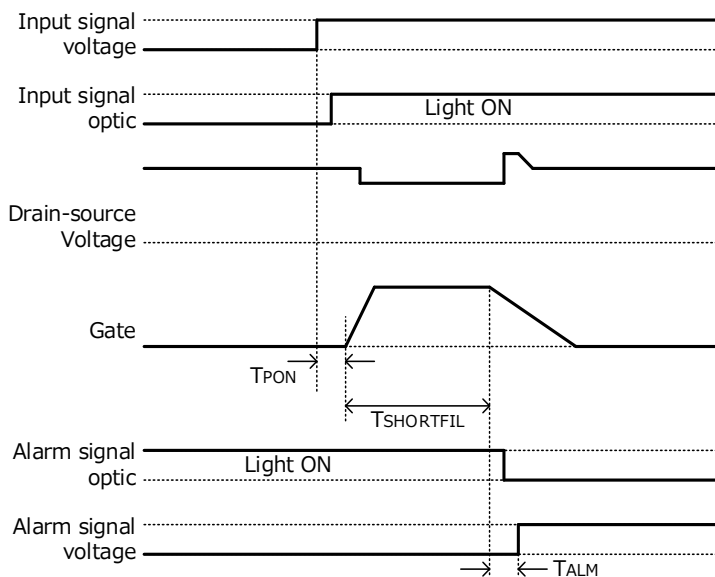 Input signal
voltage
Input signal
optic
Light ON
Drain-source
Voltage
Gate
TPON
TSHORTFIL
Alarm signal
optic
Light ON
Alarm signal
voltage
TALM